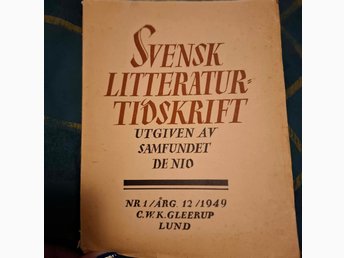 SVENSK
LITTERATUR-
TIDSKRIFT
UTGIVEN AV
SAMFUNDET
DE NIO
NR 1/ÅRG. 12/1949
C.W.K. GLEERUP
LUND